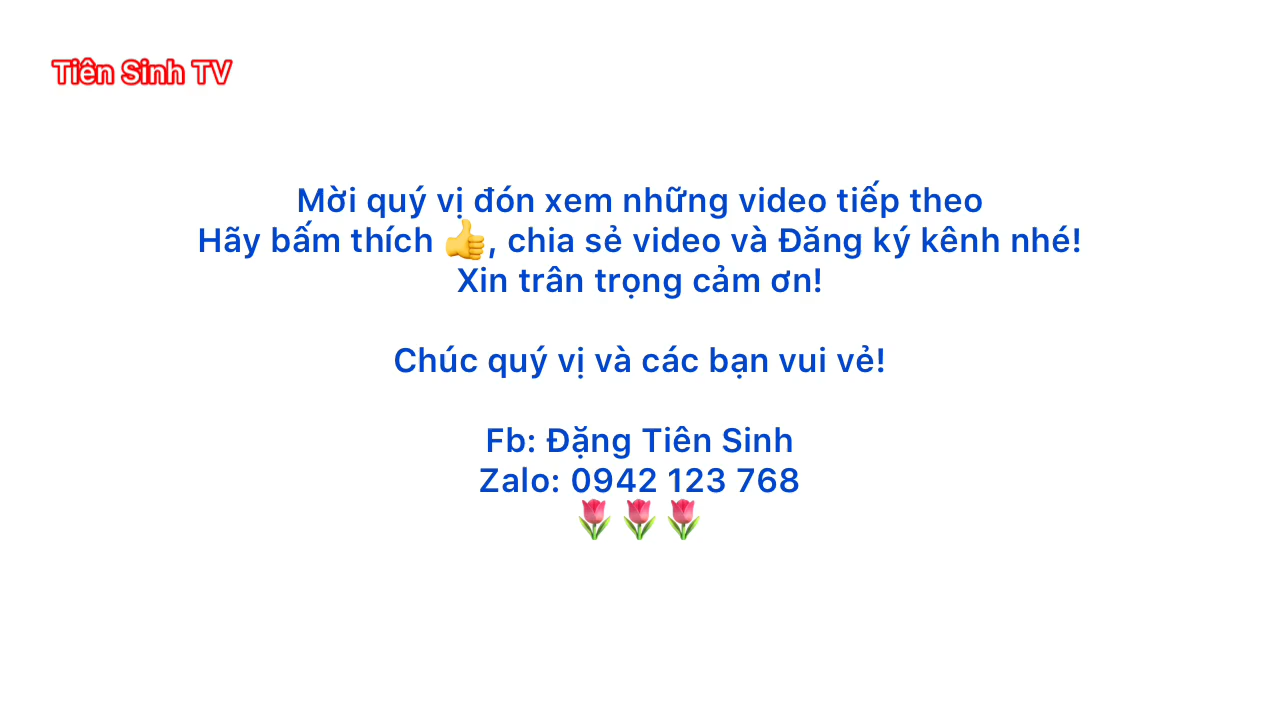 Tiên Sinh TV
Mời quý vị đón xem những video tiếp theo
Hãy bấm thích 👍, chia sẻ video và Đăng ký kênh nhé!
Xin trân trọng cảm ơn!
Chúc quý vị và các bạn vui vẻ!
Fb: Đặng Tiên Sinh
Zalo: 0942 123 768
🌷🌷🌷